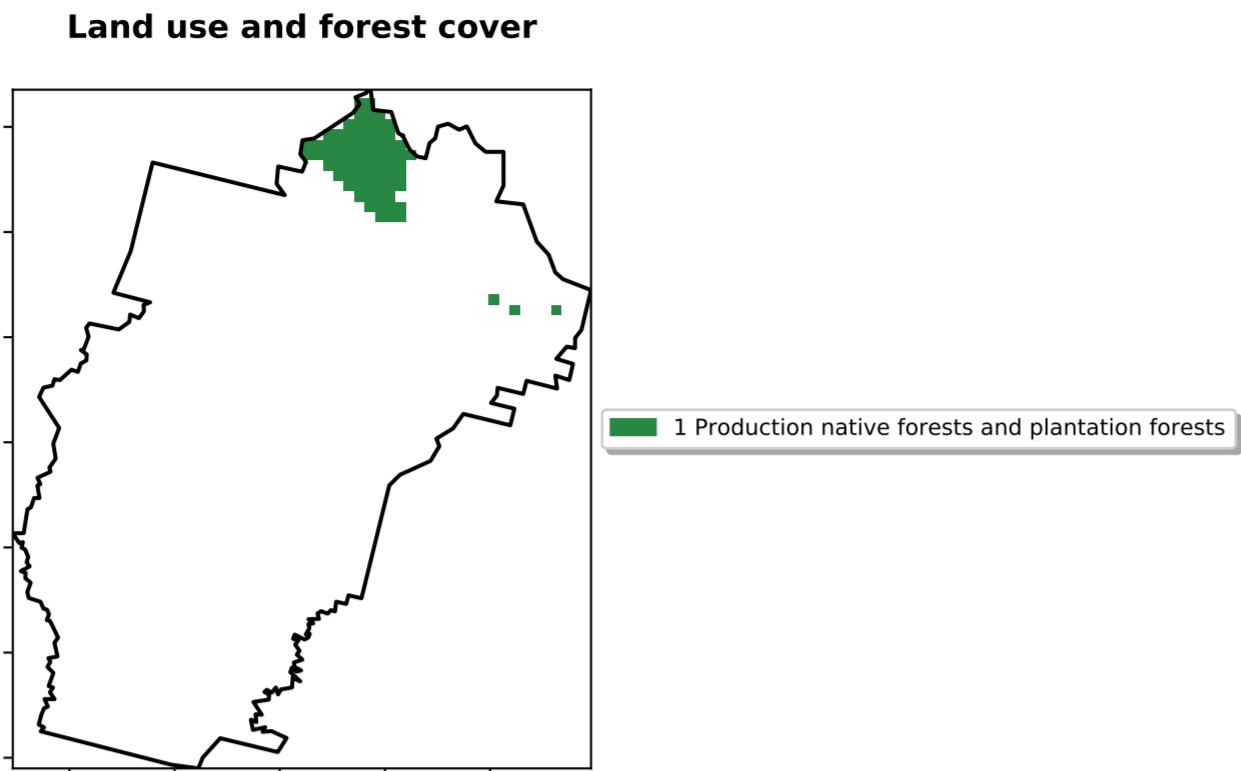 Land use and forest cover
1 Production native forests and plantation forests